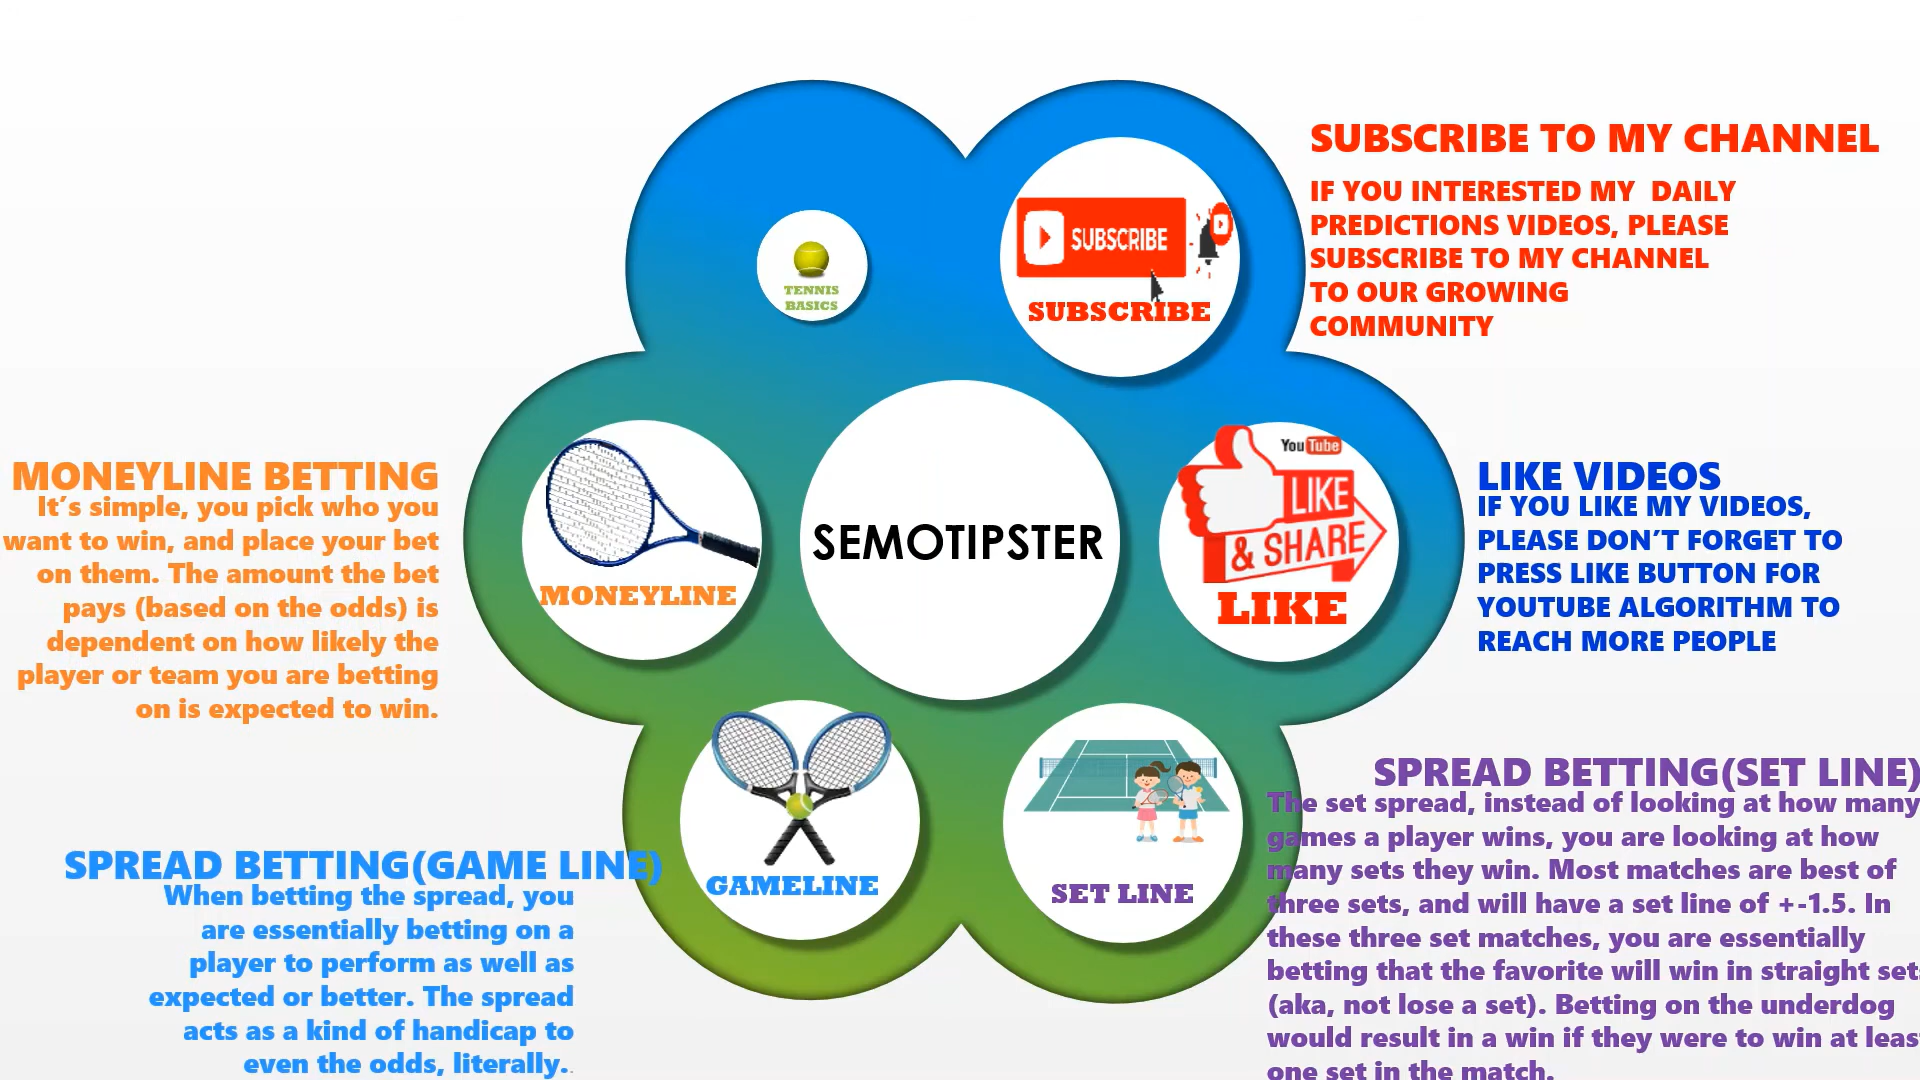 TENNIS
BASICS
SUBSCRIBE
SUBSCRIBE
SUBSCRIBE TO MY CHANNEL
IF YOU INTERESTED MY  DAILY
PREDICTIONS VIDEOS, PLEASE
SUBSCRIBE TO MY CHANNEL
TO OUR GROWING
COMMUNITY
MONEYLINE BETTING
It’s simple, you pick who you
want to win, and place your bet
on them. The amount the bet
pays (based on the odds) is
dependent on how likely the
player or team you are betting
on is expected to win.
MONEYLINE
SEMOTIPSTER
YouTube
LIKE
& SHARE
LIKE
LIKE VIDEOS
IF YOU LIKE MY VIDEOS,
PLEASE DON’T FORGET TO
PRESS LIKE BUTTON FOR
YOUTUBE ALGORITHM TO
REACH MORE PEOPLE
SPREAD BETTING(GAME LINE)
When betting the spread, you
are essentially betting on a
player to perform as well as
expected or better. The spread
acts as a kind of handicap to
even the odds, literally..
GAMELINE
SET LINE
SPREAD BETTING(SET LINE)
The set spread, instead of looking at how many
games a player wins, you are looking at how
many sets they win. Most matches are best of
three sets, and will have a set line of +-1.5. In
these three set matches, you are essentially
betting that the favorite will win in straight set
(aka, not lose a set). Betting on the underdog
would result in a win if they were to win at leas
one set in the match.